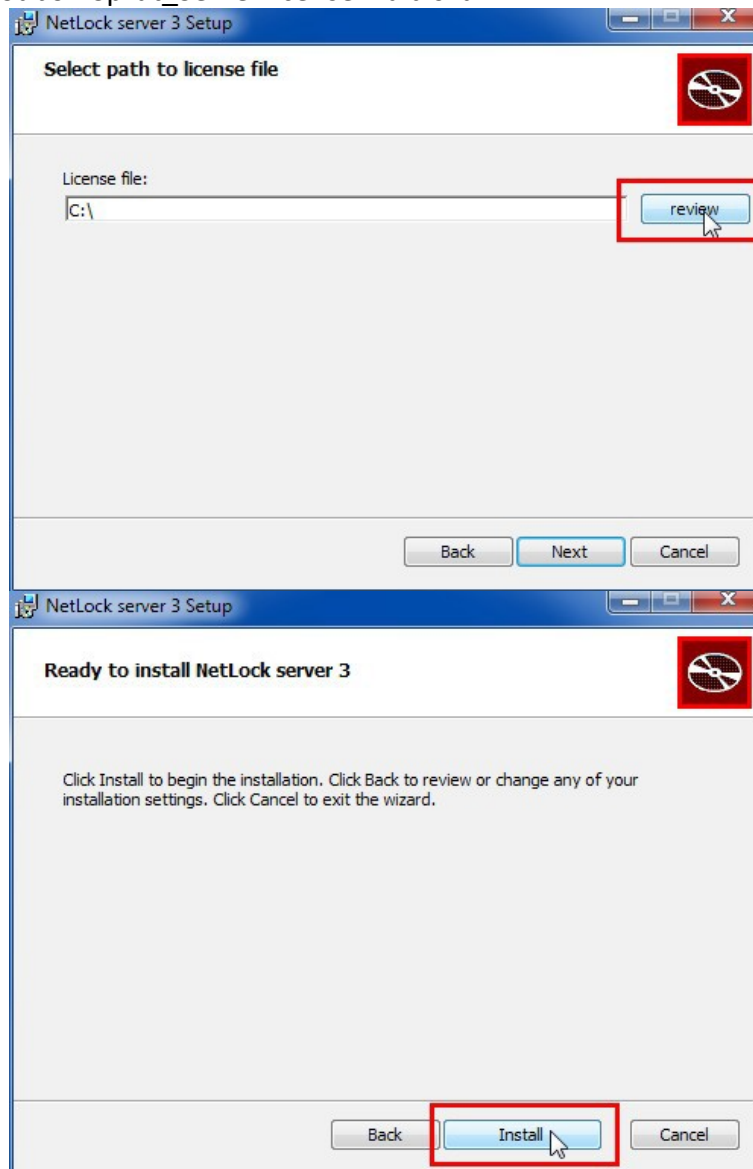 NetLock server 3 Setup
Select path to license file
License file:
C:\
review
Back
Next
Cancel
NetLock server 3 Setup
Ready to install NetLock server 3
Click Install to begin the installation. Click Back to review or change any of your
installation settings. Click Cancel to exit the wizard.
Back
Install
Cancel